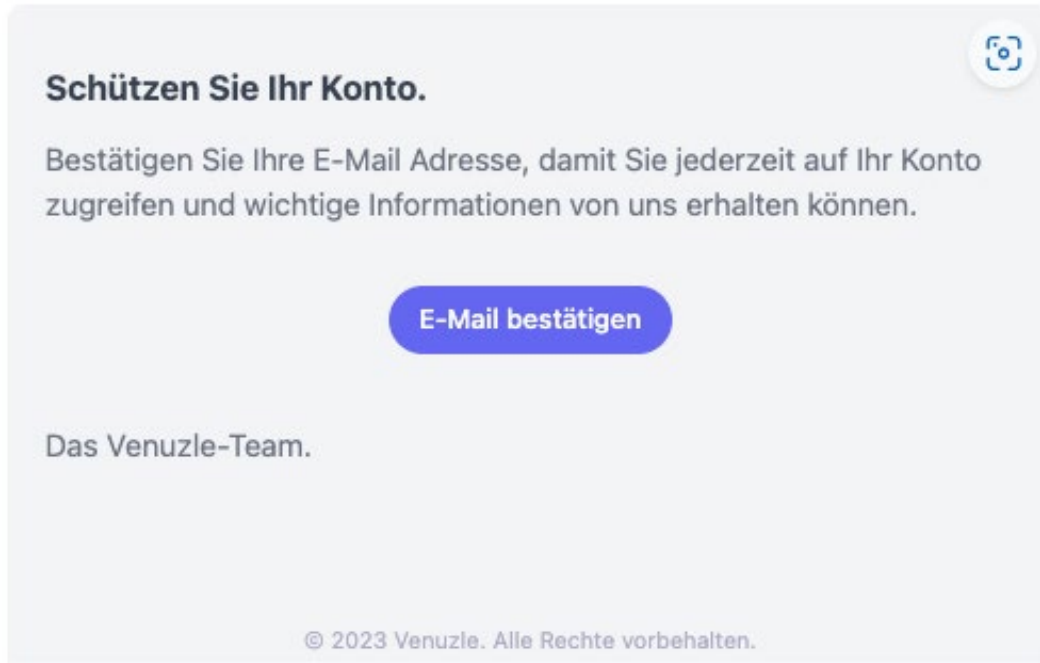 Schützen Sie Ihr Konto.
Bestätigen Sie Ihre E-Mail Adresse, damit Sie jederzeit auf Ihr Konto
zugreifen und wichtige Informationen von uns erhalten können.
E-Mail bestätigen
Das Venuzle-Team.
© 2023 Venuzle. Alle Rechte vorbehalten.